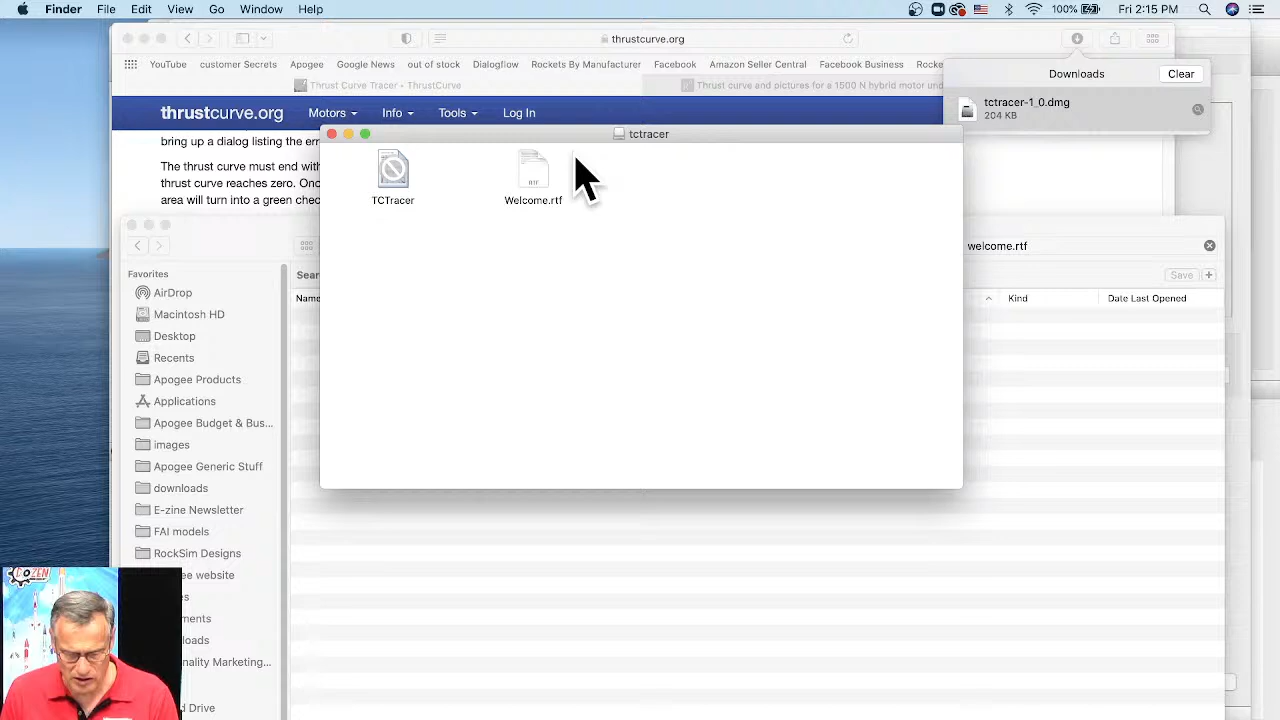 Finder File Edit View Go Window Help 100% Fri 2:15 PM
thrustcurve.org
YouTube customer Secrets Apogee Google News out of stock Dialogflow Rockets By Manufacturer Facebook Amazon Seller Central Facebook Business Rocke
Thrust Curve Tracer • ThrustCurve
Thrust curve and pictures for a 1500 N hybrid motor und
Downloads Clear
tctracer-1_0.dmg
204 KB
thrustcurve.org Motors Info Tools Log In
bring up a dialog listing the err
The thrust curve must end with
thrust curve reaches zero. Onc
area will turn into a green chec
tctracer
TCTracer
RTF
Welcome.rtf
welcome.rtf
Sear
Save
Name
Kind
Date Last Opened
Favorites
AirDrop
Macintosh HD
Desktop
Recents
Apogee Products
Applications
Apogee Budget & Bus...
images
Apogee Generic Stuff
downloads
E-zine Newsletter
FAI models
RockSim Designs
ee website
es
ments
loads
nality Marketing...
d Drive